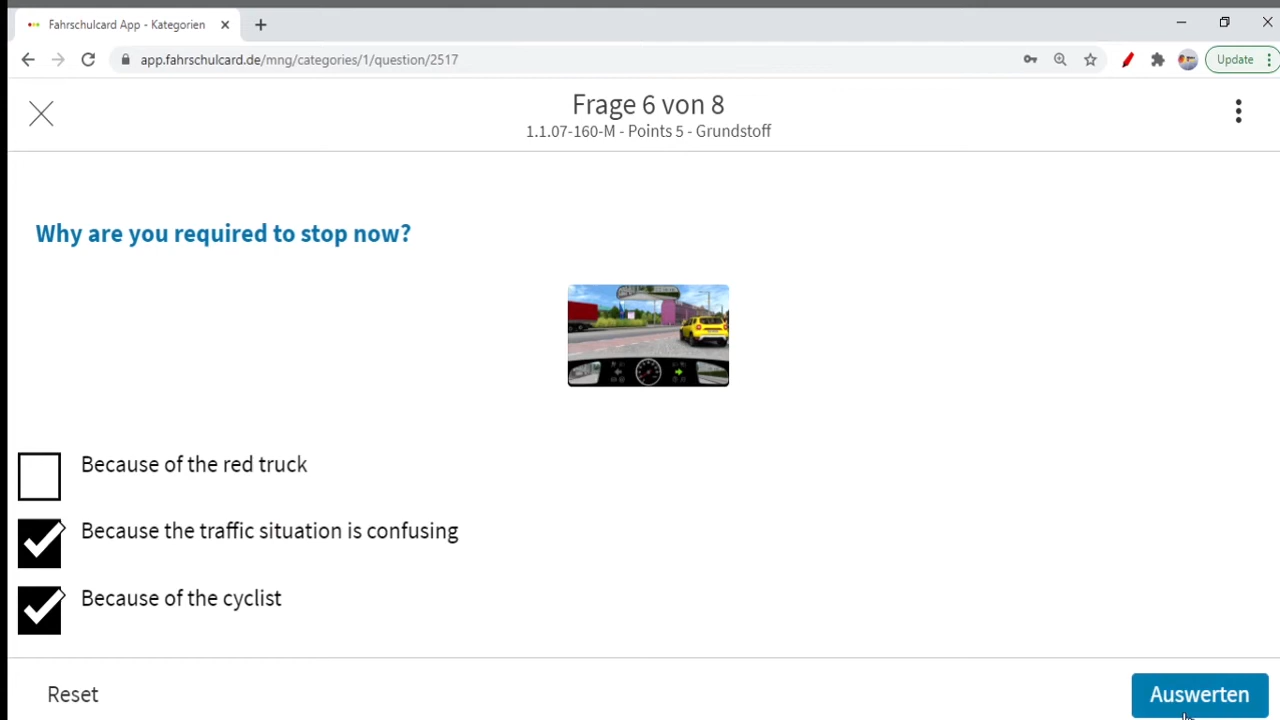 Fahrschulcard App - Kategorien
app.fahrschulcard.de/mng/categories/1/question/2517
Update
Frage 6 von 8
1.1.07-160-M - Points 5 - Grundstoff
Why are you required to stop now?
Because of the red truck
Because the traffic situation is confusing
Because of the cyclist
Reset
Auswerten